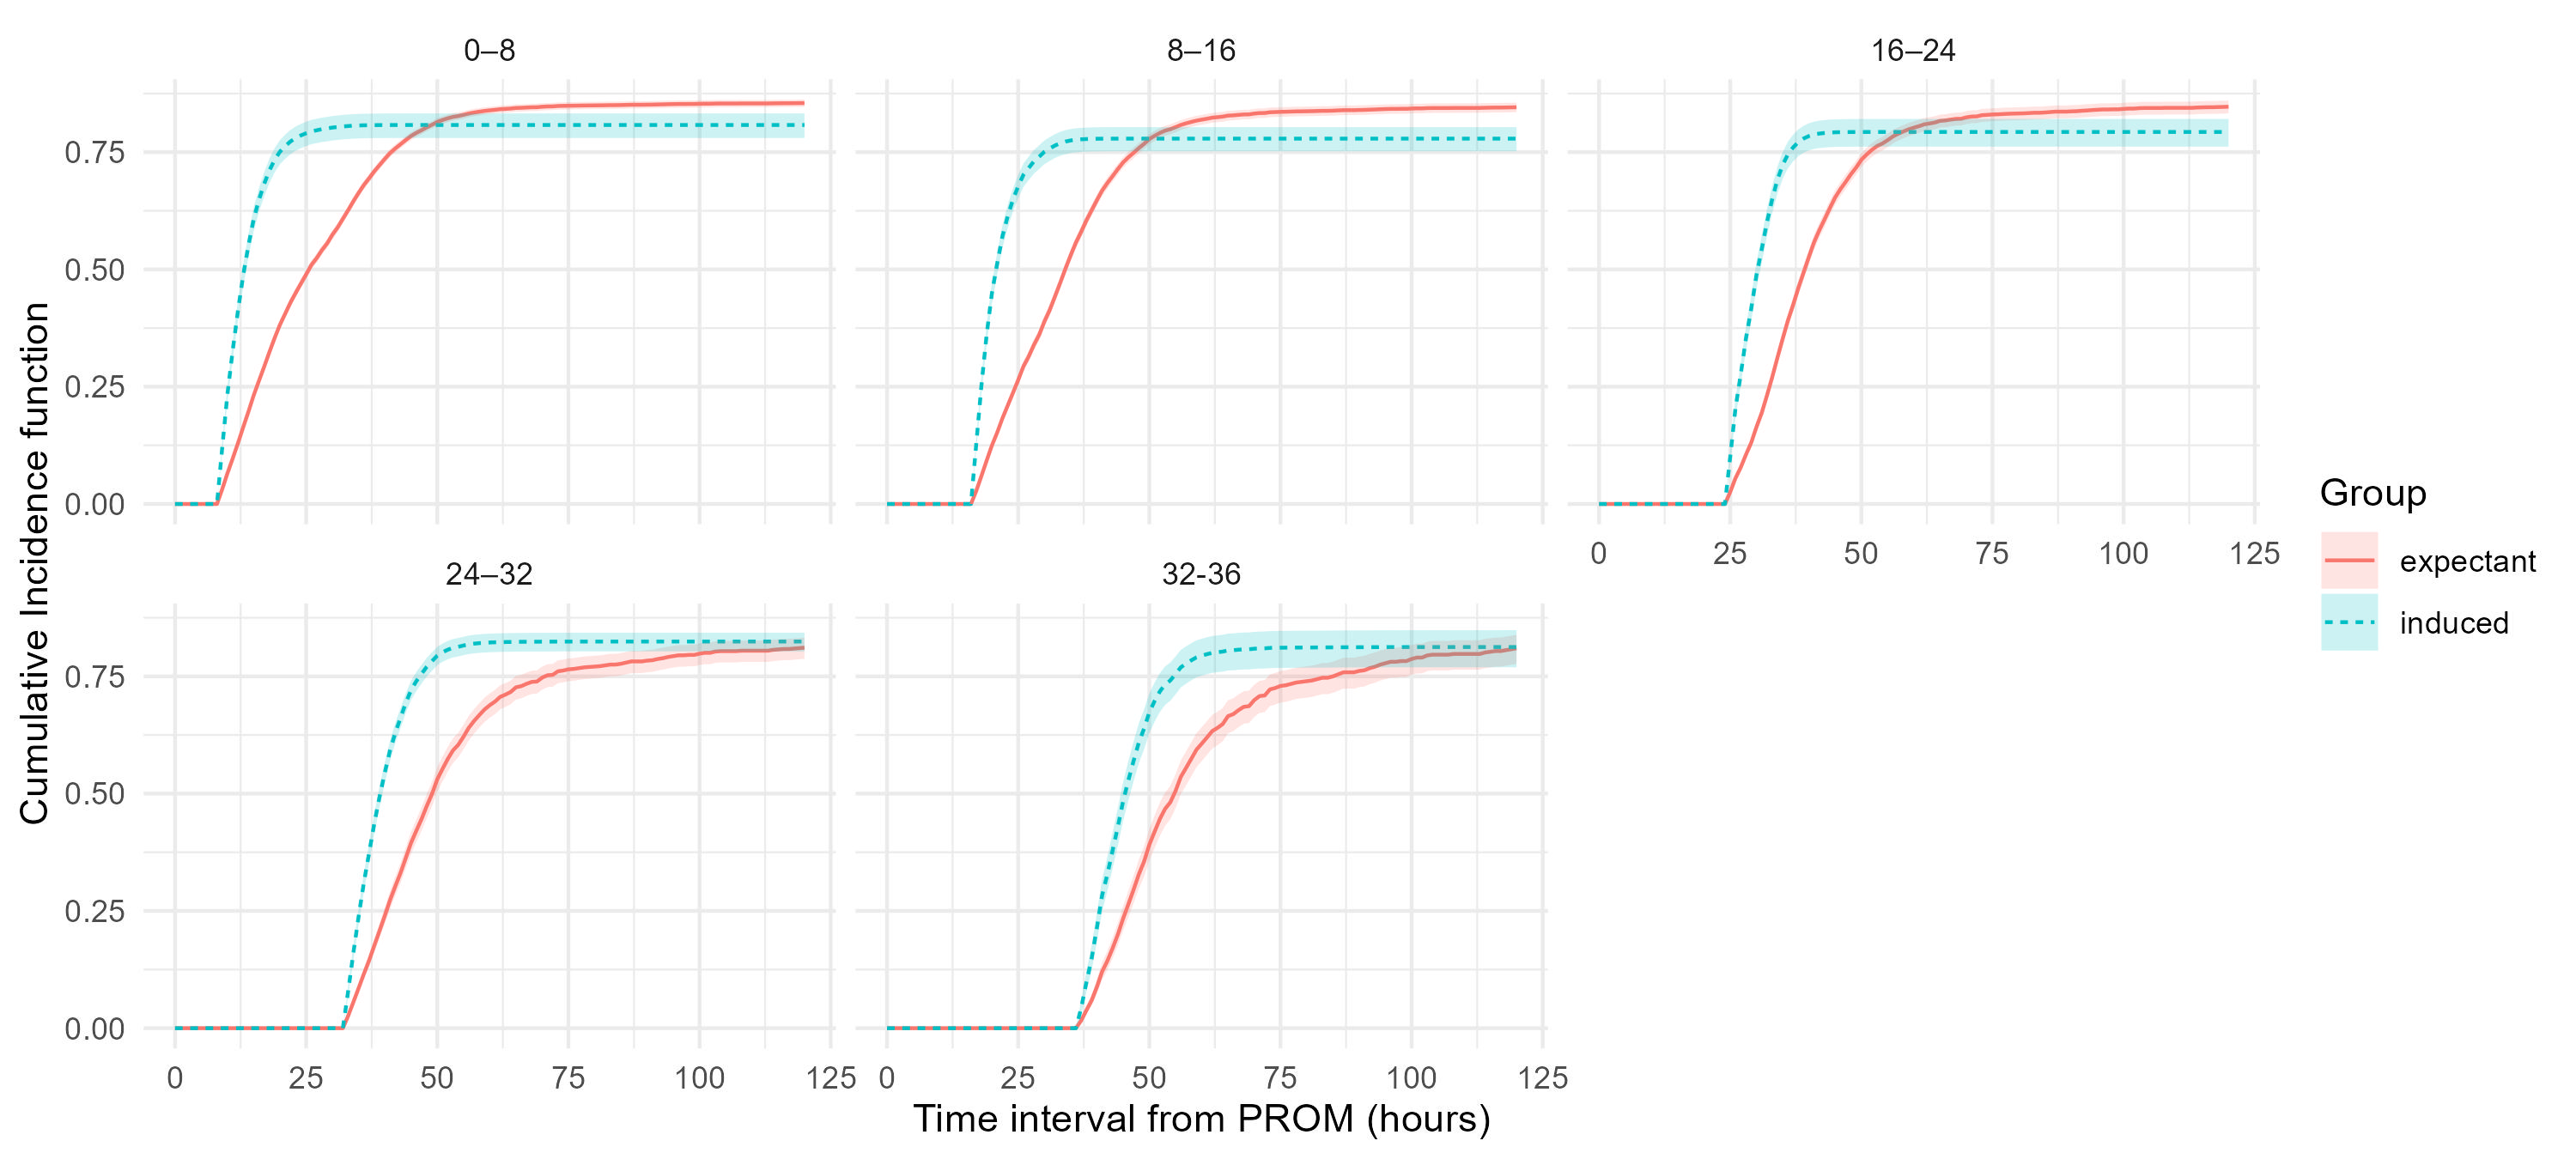 0–8
8–16
16–24
0.75
0.50
0.25
0.00
0 25 50 75 100 125
24–32
32-36
0.75
0.50
0.25
0.00
0 25 50 75 100 125
0 25 50 75 100 125
Time interval from PROM (hours)
Cumulative Incidence function
Group
expectant
induced